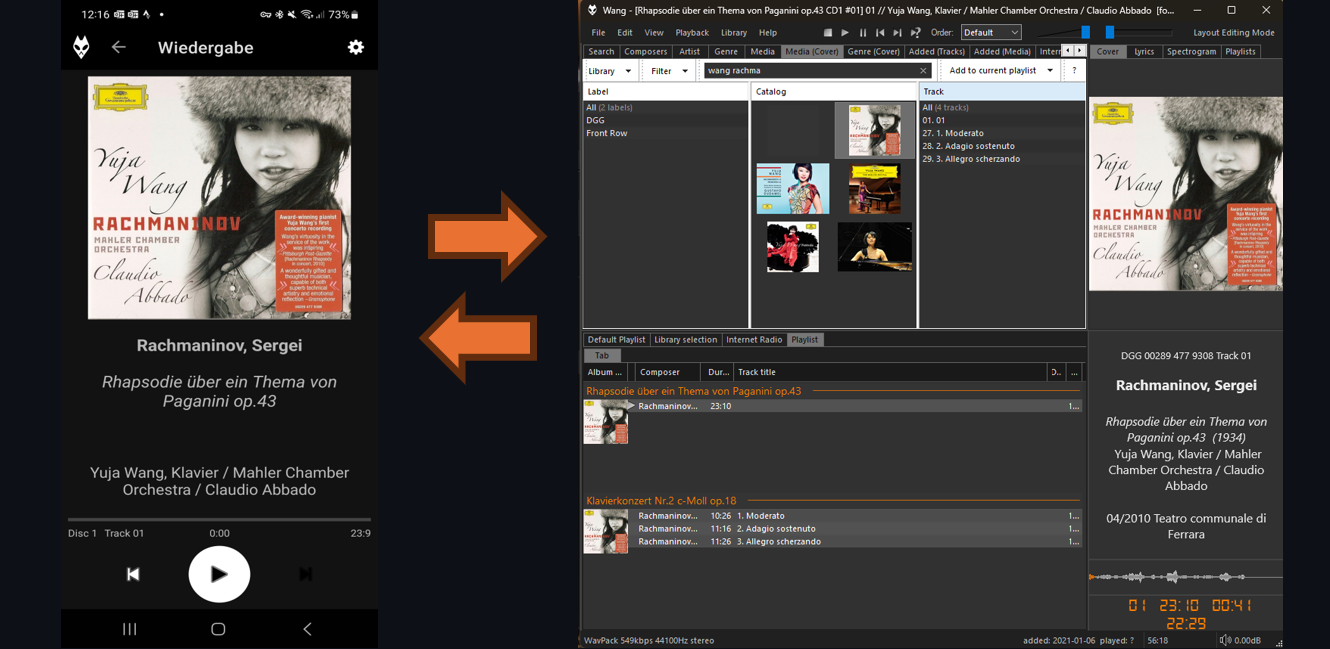 12:16
73%
Wiedergabe
Yuja
Wang
RACHMANINOV
MAHLER CHAMBER
ORCHESTRA
Claudio
Abbado
Award-winning pianist
Yuja Wang's first
concerto recording
Rachmaninov, Sergei
Rhapsodie über ein Thema von
Paganini op.43
Yuja Wang, Klavier / Mahler Chamber
Orchestra / Claudio Abbado
Disc 1 Track 01 0:00 23:9
Wang - [Rhapsodie über ein Thema von Paganini op.43 CD1 #01] 01 // Yuja Wang, Klavier / Mahler Chamber Orchestra / Claudio Abbado [fo...
File Edit View Playback Library Help Order: Default Layout Editing Mode
Search Composers Artist Genre Media Media (Cover) Genre (Cover) Added (Tracks) Added (Media) Interr
Cover Lyrics Spectrogram Playlists
Library Filter wang rachma Add to current playlist ?
Label Catalog Track
All (2 labels)
DGG
Front Row
All (4 tracks)
01. 01
27. 1. Moderato
28. 2. Adagio sostenuto
29. 3. Allegro scherzando
Yuja
Wang
RACHMANINOV
MAHLER CHAMBER
ORCHESTRA
Claudio
Abbado
Default Playlist Library selection Internet Radio Playlist
Tab
Album ... Composer Dur... Track title D.. ...
Rhapsodie über ein Thema von Paganini op.43
Rachmaninov... 23:10 1...
Klavierkonzert Nr.2 c-Moll op.18
Rachmaninov... 10:26 1. Moderato 1...
Rachmaninov... 11:16 2. Adagio sostenuto 1...
Rachmaninov... 11:26 3. Allegro scherzando 1...
DGG 00289 477 9308 Track 01
Rachmaninov, Sergei
Rhapsodie über ein Thema von
Paganini op.43 (1934)
Yuja Wang, Klavier / Mahler
Chamber Orchestra / Claudio
Abbado
04/2010 Teatro communale di
Ferrara
01 23:10 00:41
22:29
WavPack 549kbps 44100Hz stereo
added: 2021-01-06 played: ? 56:18 0.00dB